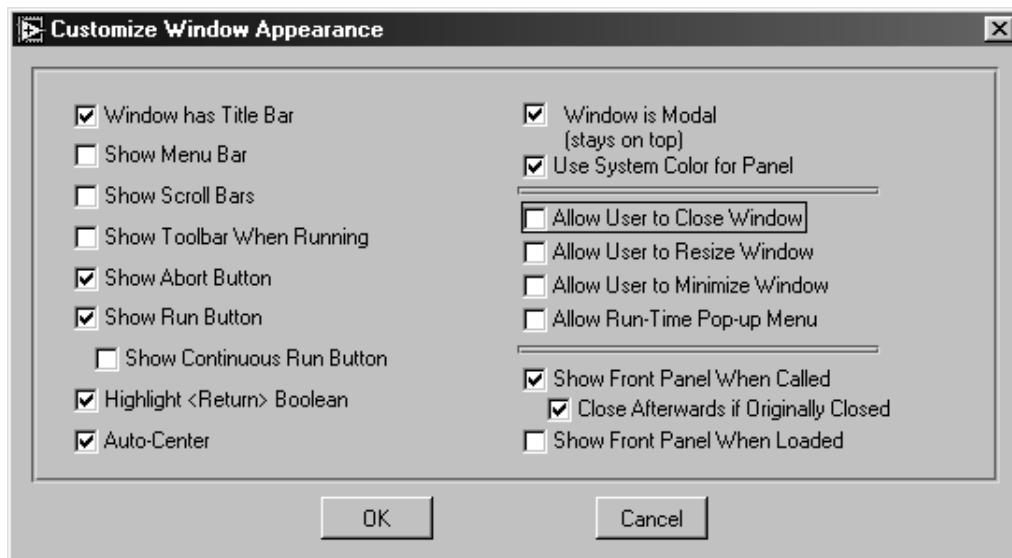 Customize Window Appearance
Window has Title Bar
Show Menu Bar
Show Scroll Bars
Show Toolbar When Running
Show Abort Button
Show Run Button
Show Continuous Run Button
Highlight <Return> Boolean
Auto-Center
Window is Modal
(stays on top)
Use System Color for Panel
Allow User to Close Window
Allow User to Resize Window
Allow User to Minimize Window
Allow Run-Time Pop-up Menu
Show Front Panel When Called
Close Afterwards if Originally Closed
Show Front Panel When Loaded
OK
Cancel